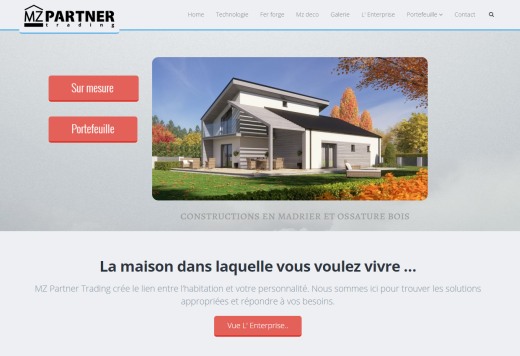 MZ PARTNER
trading
Home Technologie Fer forge Mz deco Galerie L' Enterprise Portefeuille Contact
Sur mesure
Portefeuille
CONSTRUCTIONS EN MADRIER ET OSSATURE BOIS
La maison dans laquelle vous voulez vivre ...
MZ Partner Trading crée le lien entre l'habitation et votre personnalité. Nous sommes ici pour trouver les solutions
appropriées et répondre à vos besoins.
Vue L' Enterprise..